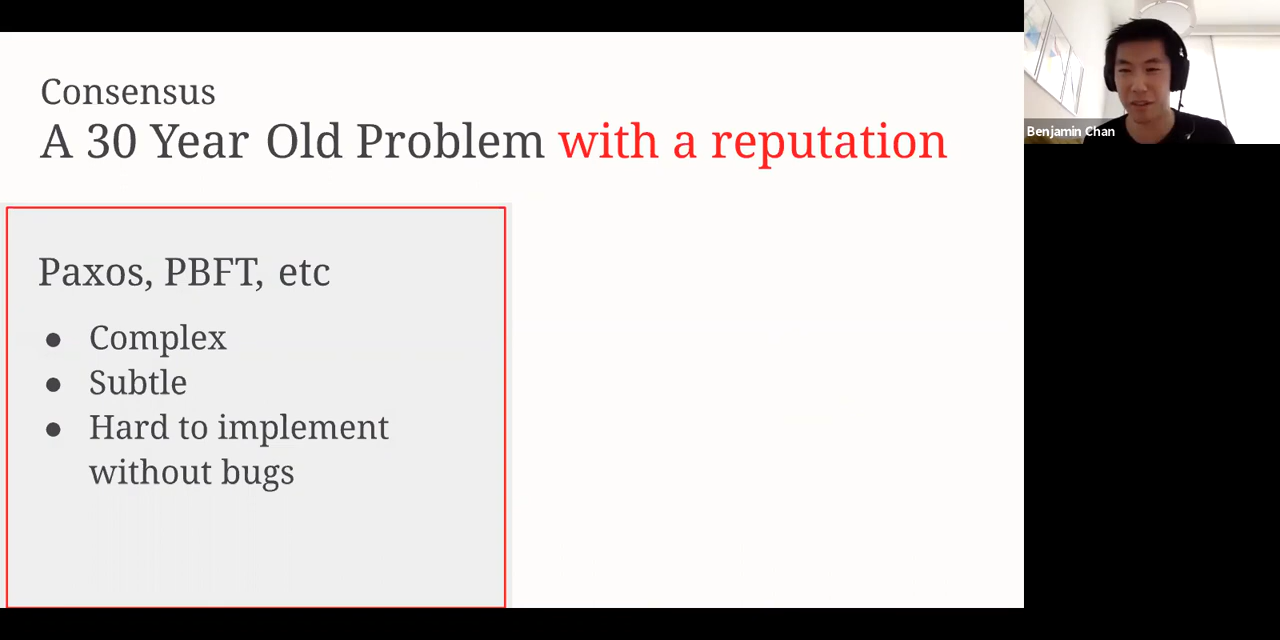 Consensus
A 30 Year Old Problem with a reputation
Paxos, PBFT, etc
● Complex
● Subtle
● Hard to implement
without bugs
Benjamin Chan